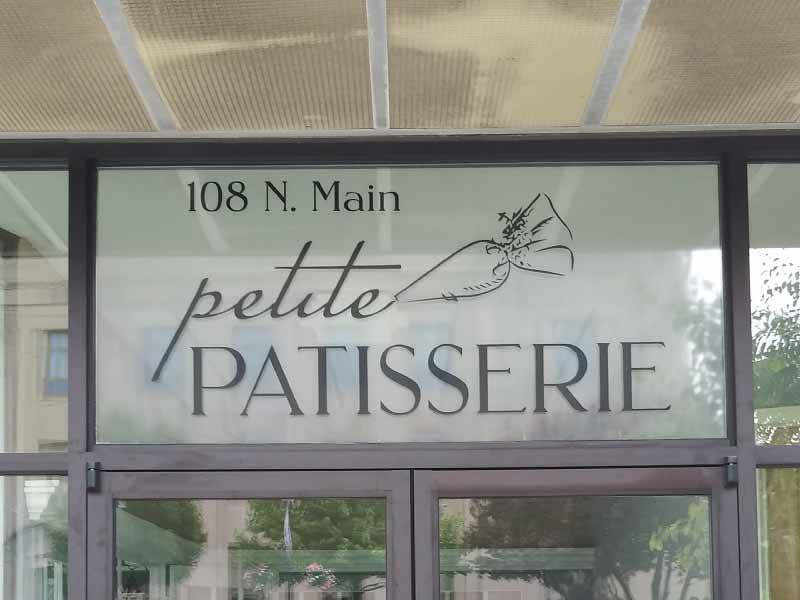 108 N. Main
petite
PATISSERIE